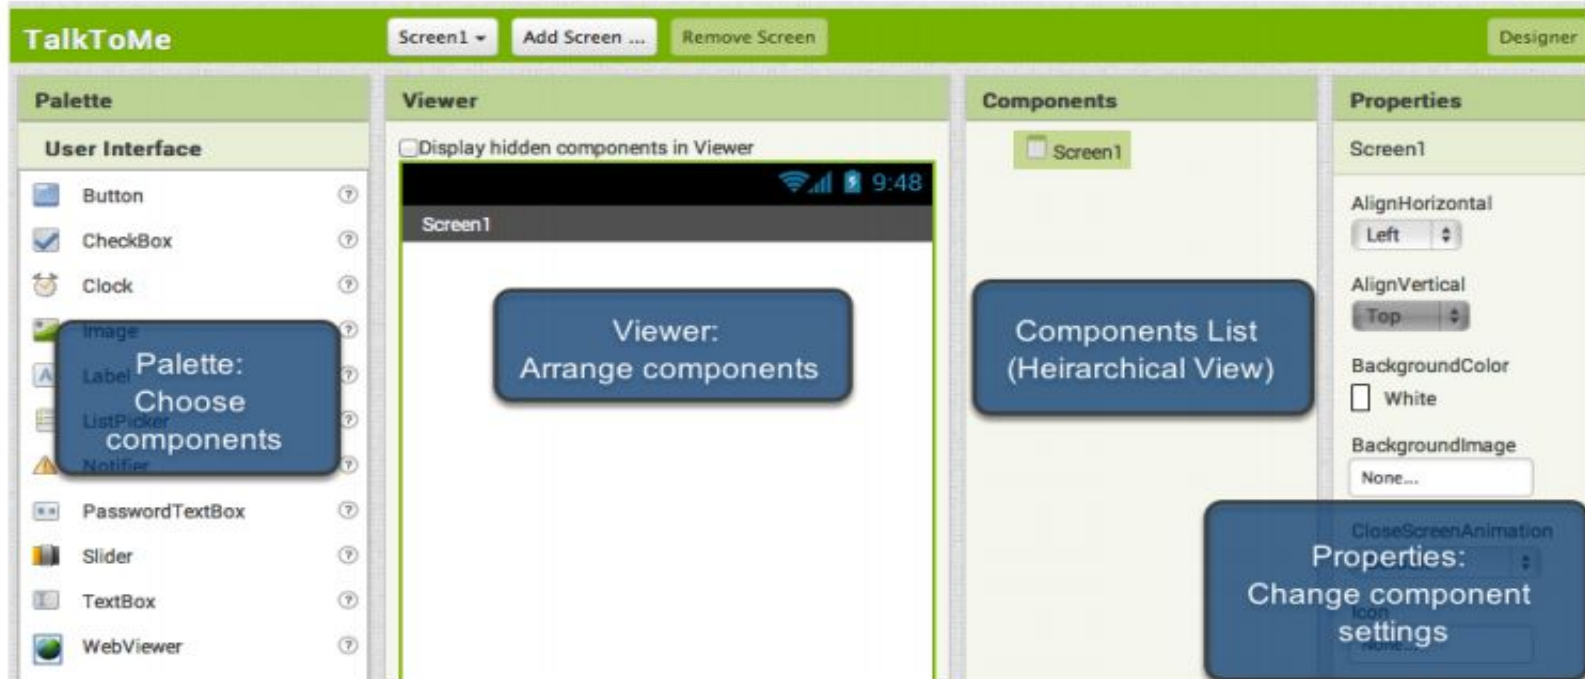 TalkToMe
Screen1
Add Screen ...
Remove Screen
Designer
Palette
User Interface
Button
CheckBox
Clock
Image
Label
ListPicker
Notifier
PasswordTextBox
Slider
TextBox
WebViewer
Palette:
Choose
components
Viewer
Display hidden components in Viewer
9:48
Screen1
Viewer:
Arrange components
Components
Screen1
Components List
(Heirarchical View)
Properties
Screen1
AlignHorizontal
Left
AlignVertical
Top
BackgroundColor
White
BackgroundImage
None...
CloseScreenAnimation
Icon
None...
Properties:
Change component
settings